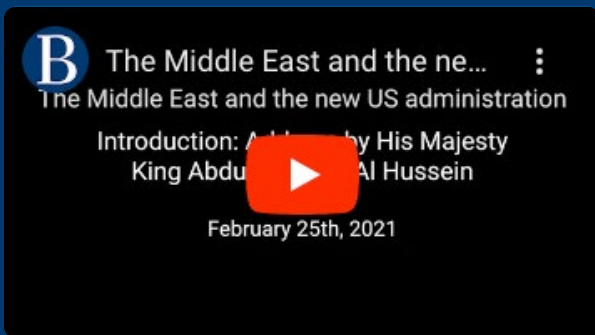 B
The Middle East and the ne...
The Middle East and the new US administration
Introduction: by His Majesty
King Al Hussein
February 25th, 2021